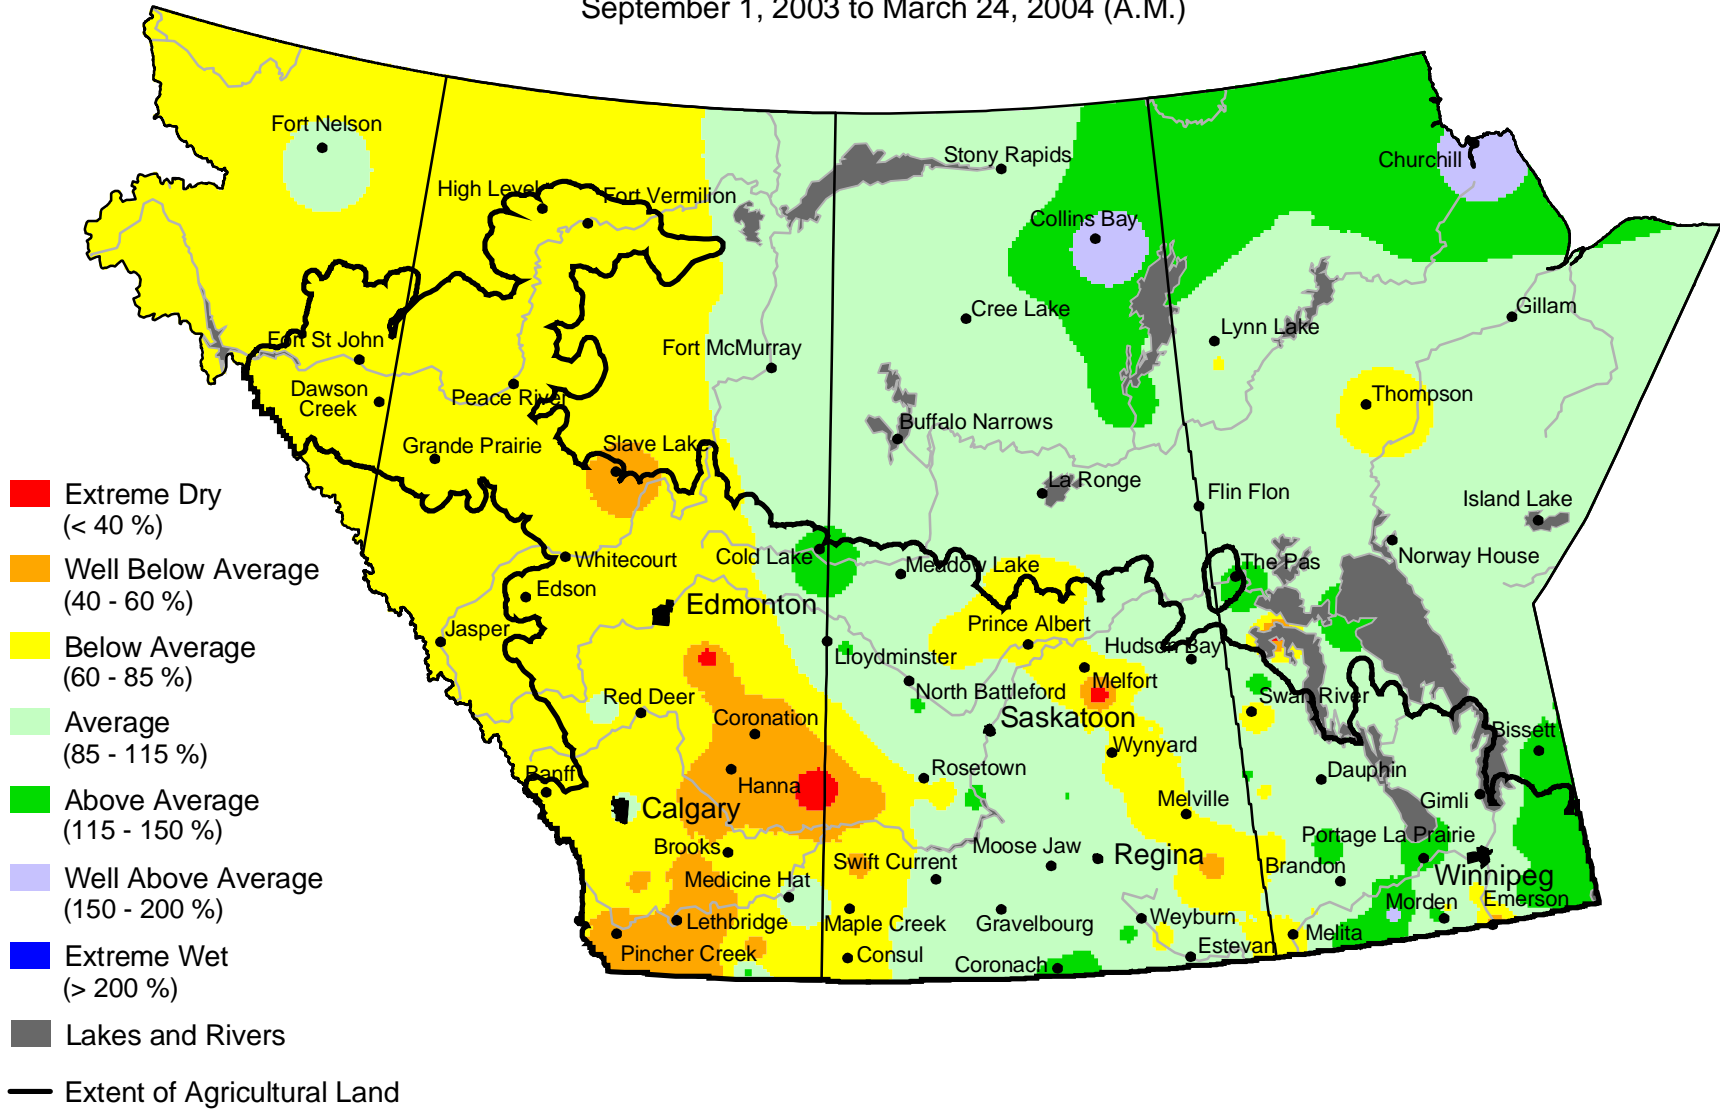 September 1, 2003 to March 24, 2004 (A.M.)
Fort Nelson
High Level
Fort Vermilion
Stony Rapids
Churchill
Collins Bay
Cree Lake
Lynn Lake
Gillam
Fort St John
Fort McMurray
Dawson
Creek
Peace River
Thompson
Buffalo Narrows
Grande Prairie
Slave Lake
La Ronge
Flin Flon
Island Lake
Whitecourt
Cold Lake
Meadow Lake
The Pas
Norway House
Edson
Edmonton
Jasper
Prince Albert
Hudson Bay
Lloydminster
Melfort
North Battleford
Swan River
Red Deer
Coronation
Saskatoon
Bissett
Wynyard
Banff
Hanna
Rosetown
Dauphin
Calgary
Melville
Gimli
Portage La Prairie
Brooks
Swift Current
Moose Jaw
Regina
Brandon
Winnipeg
Medicine Hat
Morden
Emerson
Lethbridge
Maple Creek
Gravelbourg
Weyburn
Melita
Pincher Creek
Consul
Coronach
Estevan
Extreme Dry
(< 40 %)
Well Below Average
(40 - 60 %)
Below Average
(60 - 85 %)
Average
(85 - 115 %)
Above Average
(115 - 150 %)
Well Above Average
(150 - 200 %)
Extreme Wet
(> 200 %)
Lakes and Rivers
Extent of Agricultural Land